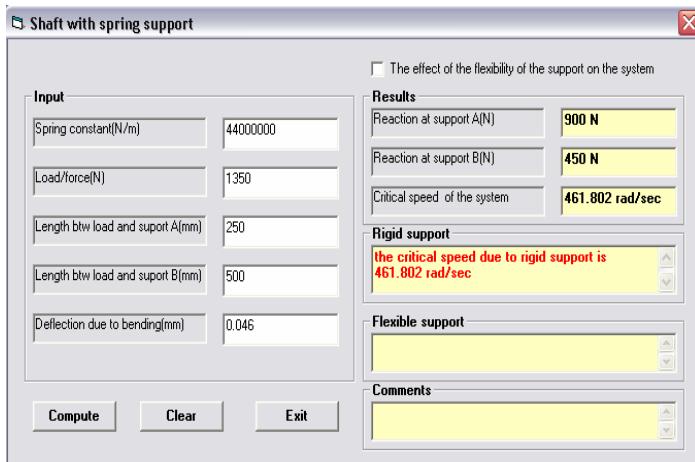 Shaft with spring support
The effect of the flexibility of the support on the system
Input
Spring constant(N/m) 44000000
Load/force(N) 1350
Length btw load and suport A(mm) 250
Length btw load and suport B(mm) 500
Deflection due to bending(mm) 0.046
Compute Clear Exit
Results
Reaction at support A(N) 900 N
Reaction at support B(N) 450 N
Critical speed of the system 461.802 rad/sec
Rigid support
the critical speed due to rigid support is
461.802 rad/sec
Flexible support
Comments